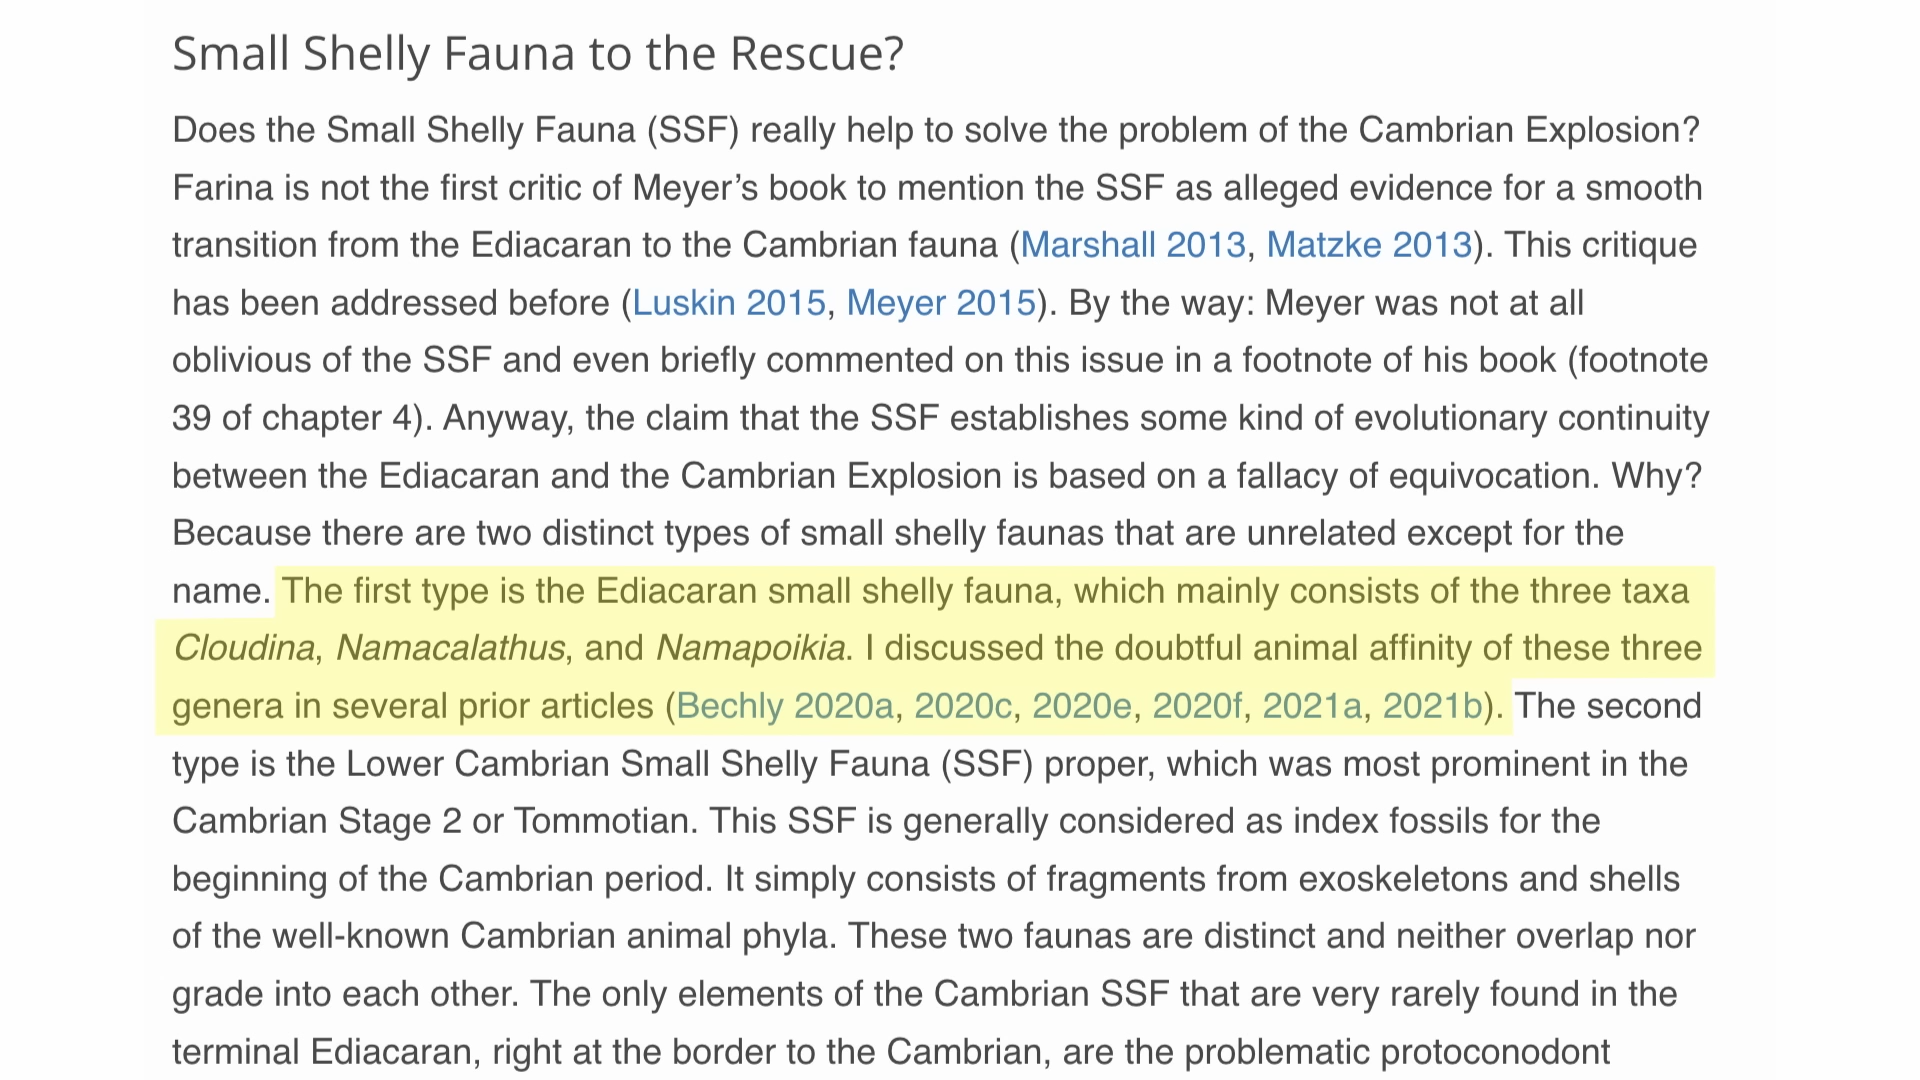 Small Shelly Fauna to the Rescue?
Does the Small Shelly Fauna (SSF) really help to solve the problem of the Cambrian Explosion?
Farina is not the first critic of Meyer’s book to mention the SSF as alleged evidence for a smooth
transition from the Ediacaran to the Cambrian fauna (Marshall 2013, Matzke 2013). This critique
has been addressed before (Luskin 2015, Meyer 2015). By the way: Meyer was not at all
oblivious of the SSF and even briefly commented on this issue in a footnote of his book (footnote
39 of chapter 4). Anyway, the claim that the SSF establishes some kind of evolutionary continuity
between the Ediacaran and the Cambrian Explosion is based on a fallacy of equivocation. Why?
Because there are two distinct types of small shelly faunas that are unrelated except for the
name. The first type is the Ediacaran small shelly fauna, which mainly consists of the three taxa
Cloudina, Namacalathus, and Namapoikia. I discussed the doubtful animal affinity of these three
genera in several prior articles (Bechly 2020a, 2020c, 2020e, 2020f, 2021a, 2021b). The second
type is the Lower Cambrian Small Shelly Fauna (SSF) proper, which was most prominent in the
Cambrian Stage 2 or Tommotian. This SSF is generally considered as index fossils for the
beginning of the Cambrian period. It simply consists of fragments from exoskeletons and shells
of the well-known Cambrian animal phyla. These two faunas are distinct and neither overlap nor
grade into each other. The only elements of the Cambrian SSF that are very rarely found in the
terminal Ediacaran, right at the border to the Cambrian, are the problematic protoconodont